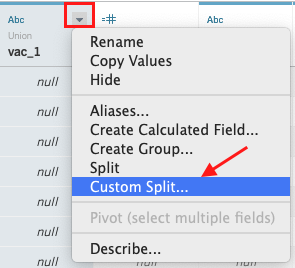 Abc
Union
vac_1
null
null
null
null
null
null
null
null
Abc
Rename
Copy Values
Hide
Aliases...
Create Calculated Field...
Create Group...
Split
Custom Split...
Pivot (select multiple fields)
Describe...